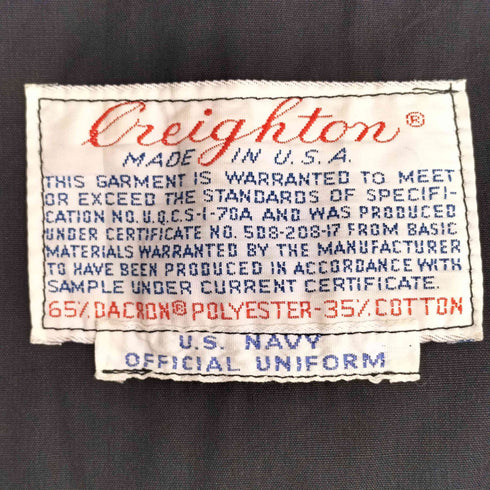 Creighton®
MADE IN U.S.A.
THIS GARMENT IS WARRANTED TO MEET
OR EXCEED THE STANDARDS OF SPECIFI-
CATION NO. U.Q.C.S-1-70A AND WAS PRODUCED
UNDER CERTIFICATE NO. 508-208-17 FROM BASIC
MATERIALS WARRANTED BY THE MANUFACTURER
TO HAVE BEEN PRODUCED IN ACCORDANCE WITH
SAMPLE UNDER CURRENT CERTIFICATE.
65% DACRON® POLYESTER-35% COTTON
U.S. NAVY
OFFICIAL UNIFORM